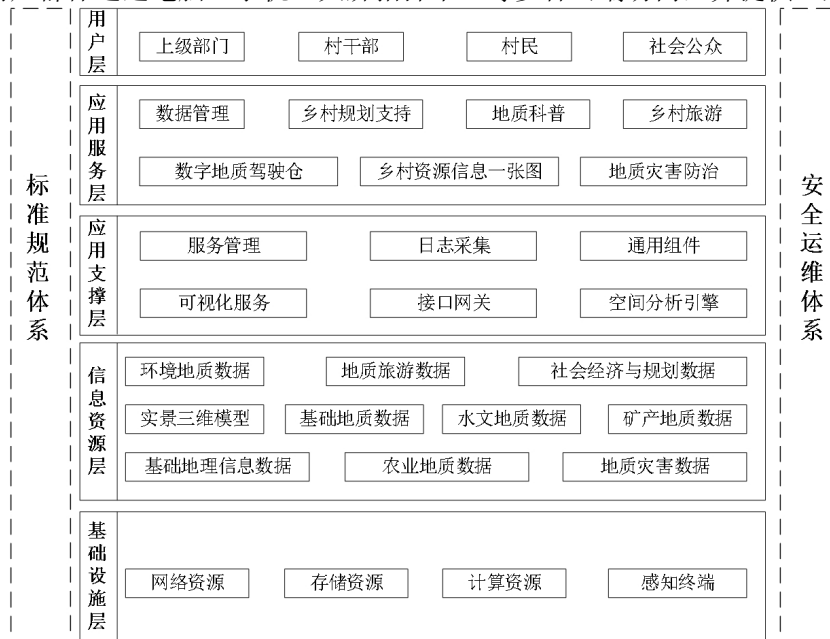 用户层
上级部门 村干部 村民 社会公众
应用服务层
数据管理 乡村规划支持 地质科普 乡村旅游
数字地质驾驶仓 乡村资源信息一张图 地质灾害防治
标准规范体系
安全运维体系
应用支撑层
服务管理 日志采集 通用组件
可视化服务 接口网关 空间分析引擎
信息资源层
环境地质数据 地质旅游数据 社会经济与规划数据
实景三维模型 基础地质数据 水文地质数据 矿产地质数据
基础地理信息数据 农业地质数据 地质灾害数据
基础设施层
网络资源 存储资源 计算资源 感知终端